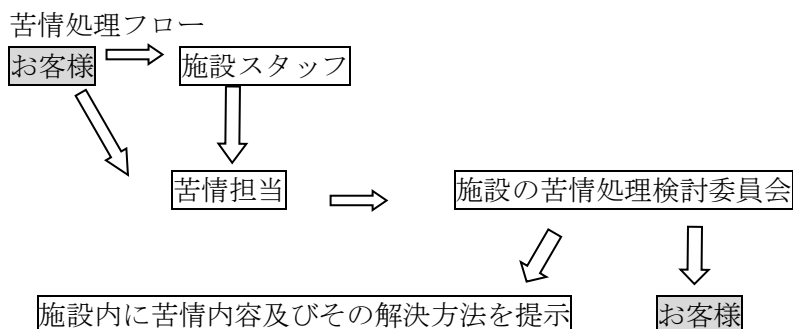 苦情処理フロー
お客様
施設スタッフ
苦情担当
施設の苦情処理検討委員会
施設内に苦情内容及びその解決方法を提示
お客様